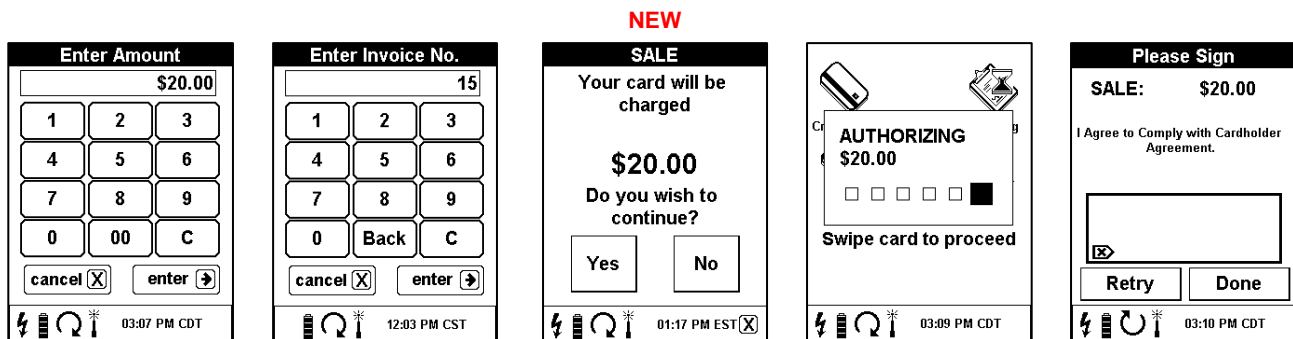 NEW
Enter Amount
$20.00
1 2 3
4 5 6
7 8 9
0 00 C
cancel X enter
03:07 PM CDT
Enter Invoice No.
15
1 2 3
4 5 6
7 8 9
0 Back C
cancel X enter
12:03 PM CST
SALE
Your card will be
charged
$20.00
Do you wish to
continue?
Yes No
01:17 PM EST X
AUTHORIZING
$20.00
Swipe card to proceed
03:09 PM CDT
Please Sign
SALE: $20.00
I Agree to Comply with Cardholder
Agreement.
X
Retry Done
03:10 PM CDT